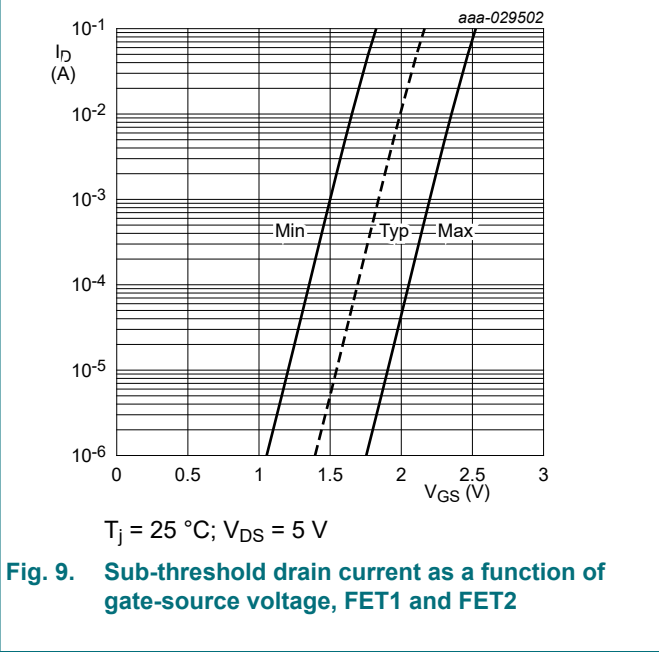 aaa-029502
I_D
(A)
10^-1
10^-2
10^-3
10^-4
10^-5
10^-6
Min Typ Max
0 0.5 1 1.5 2 2.5 3
V_GS (V)
T_j = 25 °C; V_DS = 5 V
Fig. 9. Sub-threshold drain current as a function of
gate-source voltage, FET1 and FET2